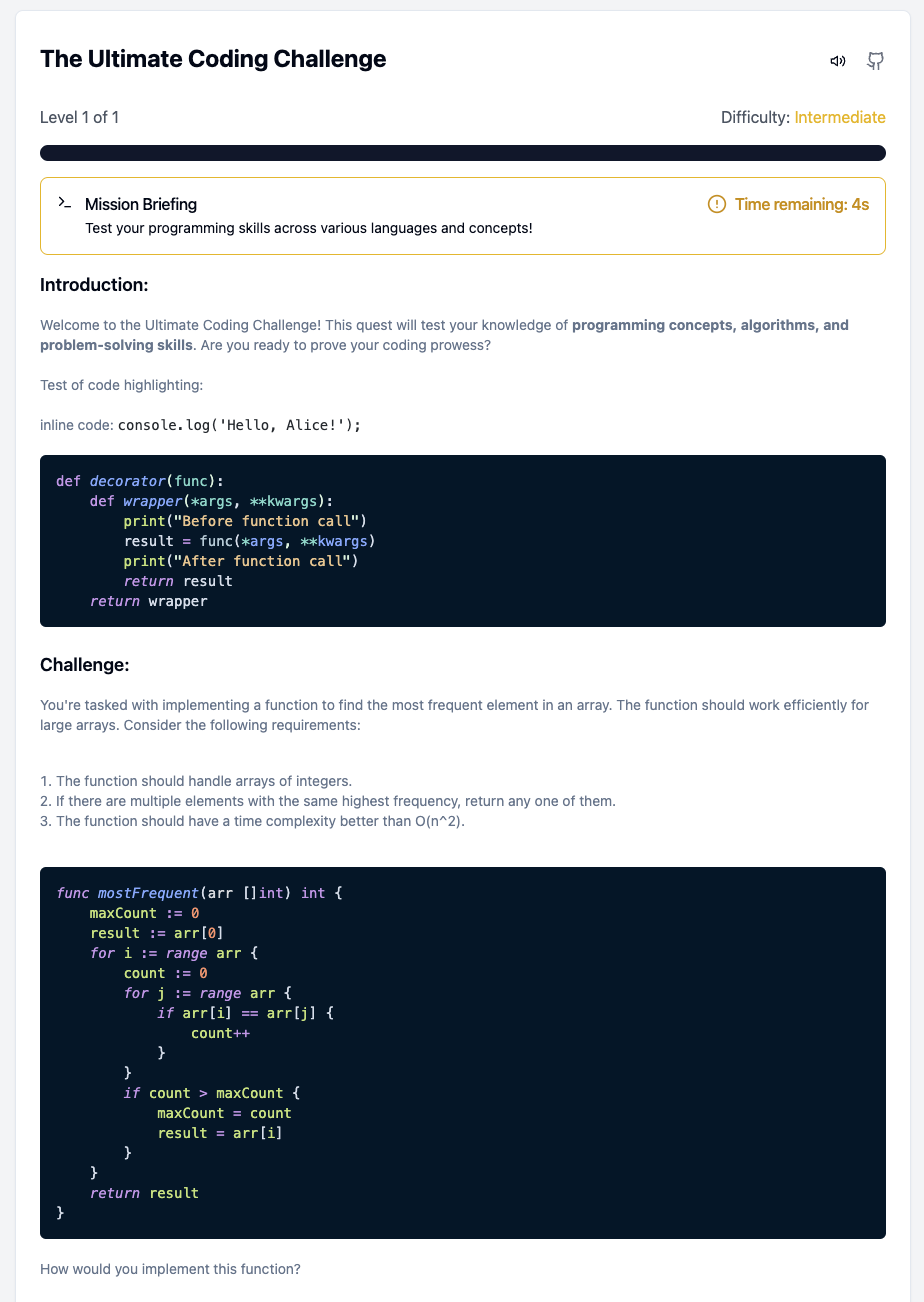 The Ultimate Coding Challenge
Level 1 of 1
Difficulty: Intermediate
Mission Briefing
Time remaining: 4s
Test your programming skills across various languages and concepts!
Introduction:
Welcome to the Ultimate Coding Challenge! This quest will test your knowledge of programming concepts, algorithms, and
problem-solving skills. Are you ready to prove your coding prowess?
Test of code highlighting:
inline code: console.log('Hello, Alice!');
def decorator(func):
    def wrapper(*args, **kwargs):
        print("Before function call")
        result = func(*args, **kwargs)
        print("After function call")
        return result
    return wrapper
Challenge:
You're tasked with implementing a function to find the most frequent element in an array. The function should work efficiently for
large arrays. Consider the following requirements:
1. The function should handle arrays of integers.
2. If there are multiple elements with the same highest frequency, return any one of them.
3. The function should have a time complexity better than O(n^2).
func mostFrequent(arr []int) int {
    maxCount := 0
    result := arr[0]
    for i := range arr {
        count := 0
        for j := range arr {
            if arr[i] == arr[j] {
                count++
            }
        }
        if count > maxCount {
            maxCount = count
            result = arr[i]
        }
    }
    return result
}
How would you implement this function?